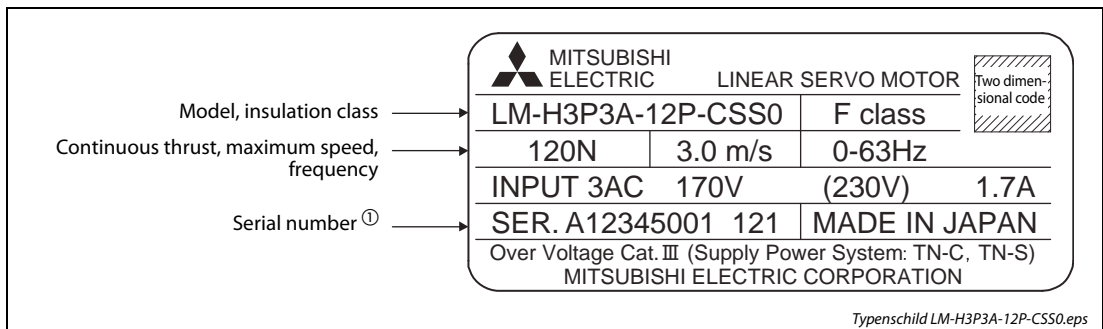 MITSUBISHI
ELECTRIC LINEAR SERVO MOTOR
Two dimen-
sional code
Model, insulation class
LM-H3P3A-12P-CSS0 F class
Continuous thrust, maximum speed,
frequency
120N 3.0 m/s 0-63Hz
INPUT 3AC 170V (230V) 1.7A
Serial number ①
SER. A12345001 121 MADE IN JAPAN
Over Voltage Cat. Ⅲ (Supply Power System: TN-C, TN-S)
MITSUBISHI ELECTRIC CORPORATION
Typenschild LM-H3P3A-12P-CSS0.eps